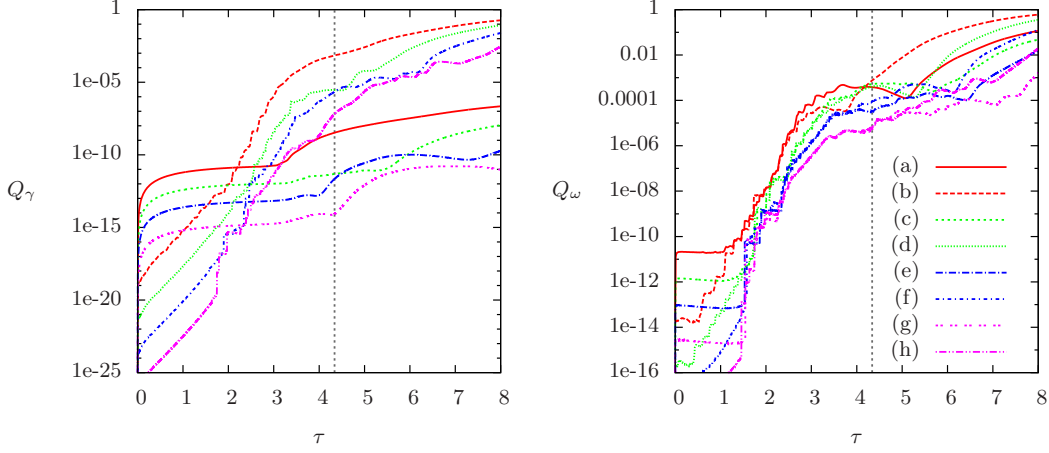 1
1e-05
1e-10
1e-15
1e-20
1e-25
Qγ
0 1 2 3 4 5 6 7 8
τ
1
0.01
0.0001
1e-06
1e-08
1e-10
1e-12
1e-14
1e-16
Qω
0 1 2 3 4 5 6 7 8
τ
(a)
(b)
(c)
(d)
(e)
(f)
(g)
(h)